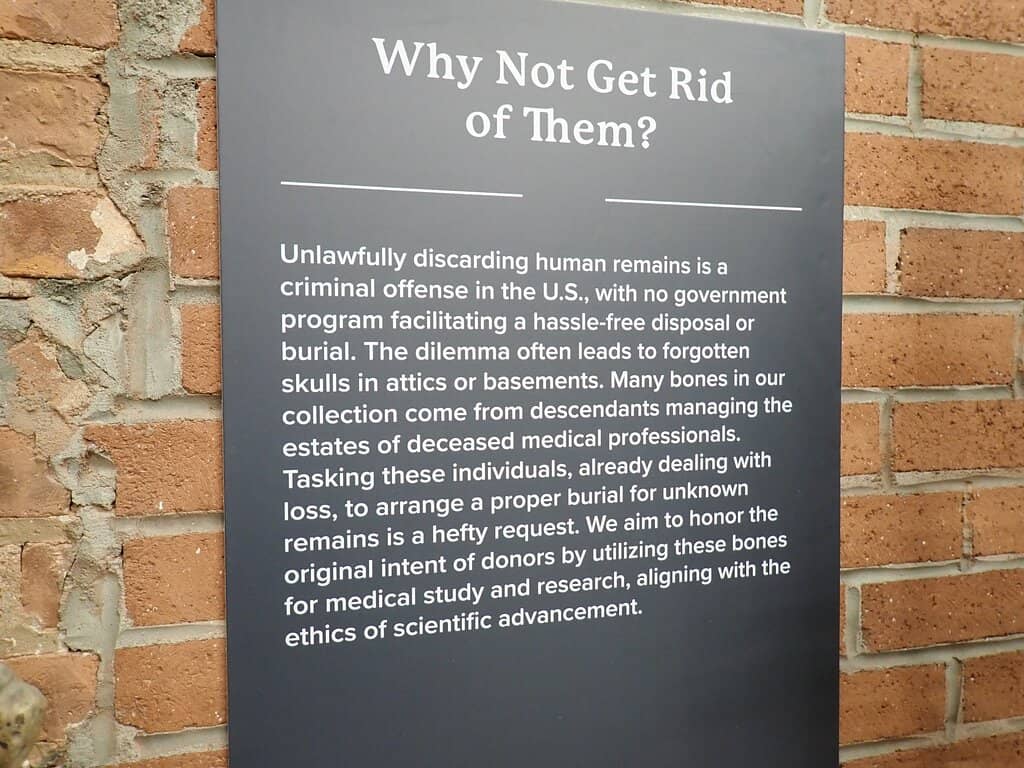 Why Not Get Rid
of Them?
Unlawfully discarding human remains is a
criminal offense in the U.S., with no government
program facilitating a hassle-free disposal or
burial. The dilemma often leads to forgotten
skulls in attics or basements. Many bones in our
collection come from descendants managing the
estates of deceased medical professionals.
Tasking these individuals, already dealing with
loss, to arrange a proper burial for unknown
remains is a hefty request. We aim to honor the
original intent of donors by utilizing these bones
for medical study and research, aligning with the
ethics of scientific advancement.